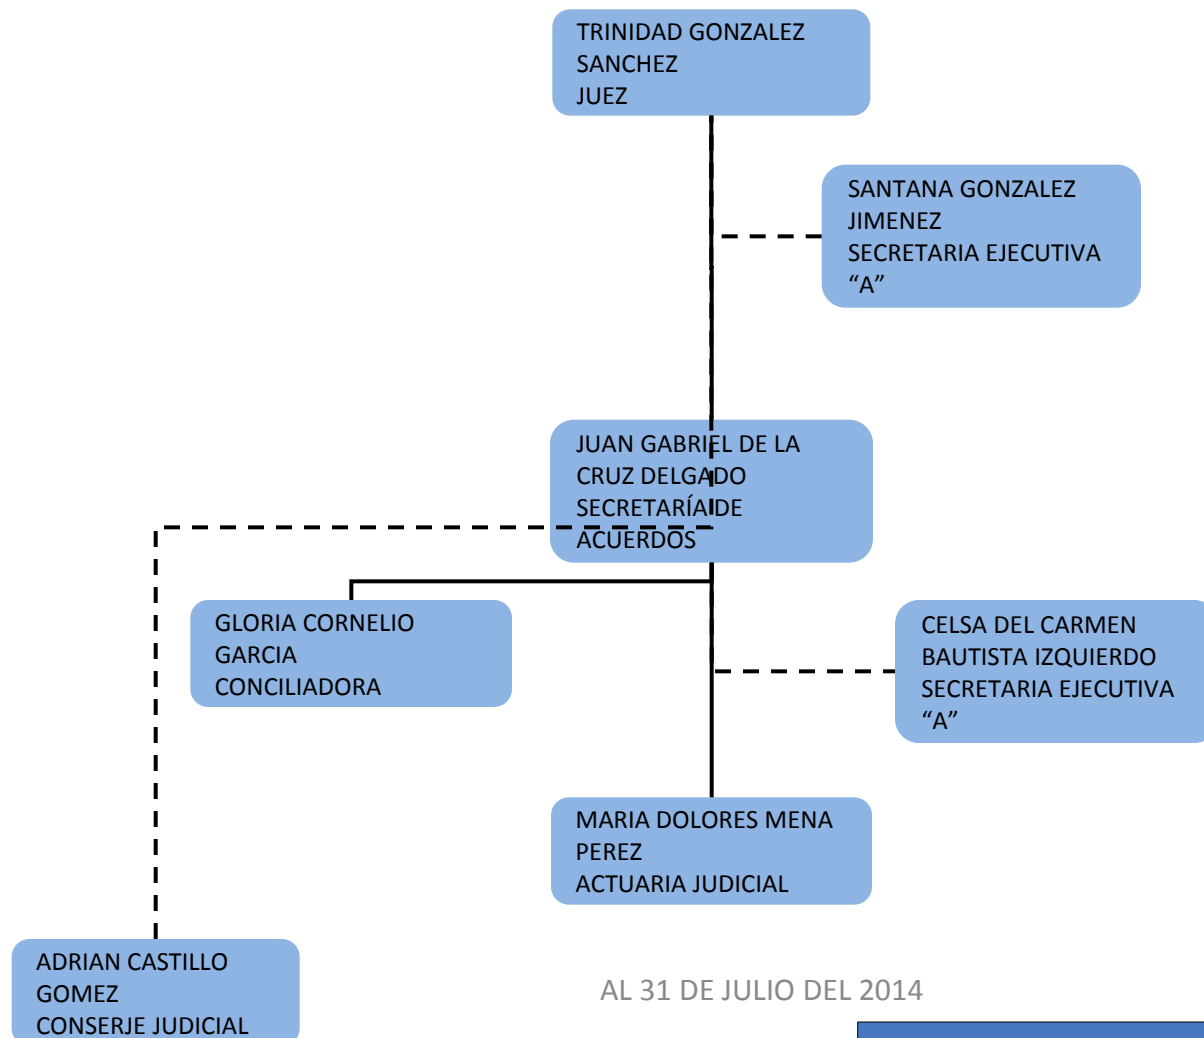 TRINIDAD GONZALEZ
SANCHEZ
JUEZ
SANTANA GONZALEZ
JIMENEZ
SECRETARIA EJECUTIVA
“A”
JUAN GABRIEL DE LA
CRUZ DELGADO
SECRETARÍA DE
ACUERDOS
GLORIA CORNELIO
GARCIA
CONCILIADORA
CELSA DEL CARMEN
BAUTISTA IZQUIERDO
SECRETARIA EJECUTIVA
“A”
MARIA DOLORES MENA
PEREZ
ACTUARIA JUDICIAL
ADRIAN CASTILLO
GOMEZ
CONSERJE JUDICIAL
AL 31 DE JULIO DEL 2014